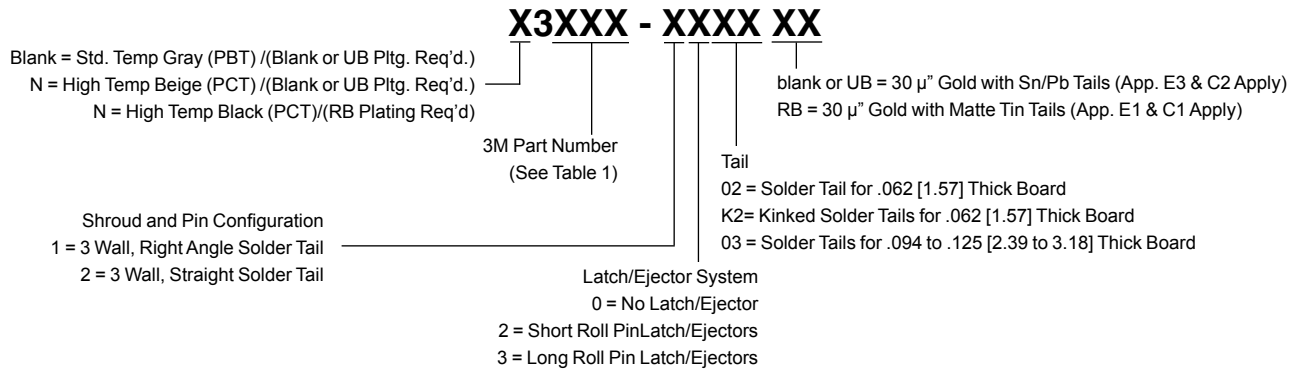 X3XXX - XXXX XX
Blank = Std. Temp Gray (PBT) /(Blank or UB Pltg. Req’d.)
N = High Temp Beige (PCT) /(Blank or UB Pltg. Req’d.)
N = High Temp Black (PCT)/(RB Plating Req’d)
blank or UB = 30 µ” Gold with Sn/Pb Tails (App. E3 & C2 Apply)
RB = 30 µ” Gold with Matte Tin Tails (App. E1 & C1 Apply)
3M Part Number
(See Table 1)
Tail
02 = Solder Tail for .062 [1.57] Thick Board
K2= Kinked Solder Tails for .062 [1.57] Thick Board
03 = Solder Tails for .094 to .125 [2.39 to 3.18] Thick Board
Shroud and Pin Configuration
1 = 3 Wall, Right Angle Solder Tail
2 = 3 Wall, Straight Solder Tail
Latch/Ejector System
0 = No Latch/Ejector
2 = Short Roll PinLatch/Ejectors
3 = Long Roll Pin Latch/Ejectors